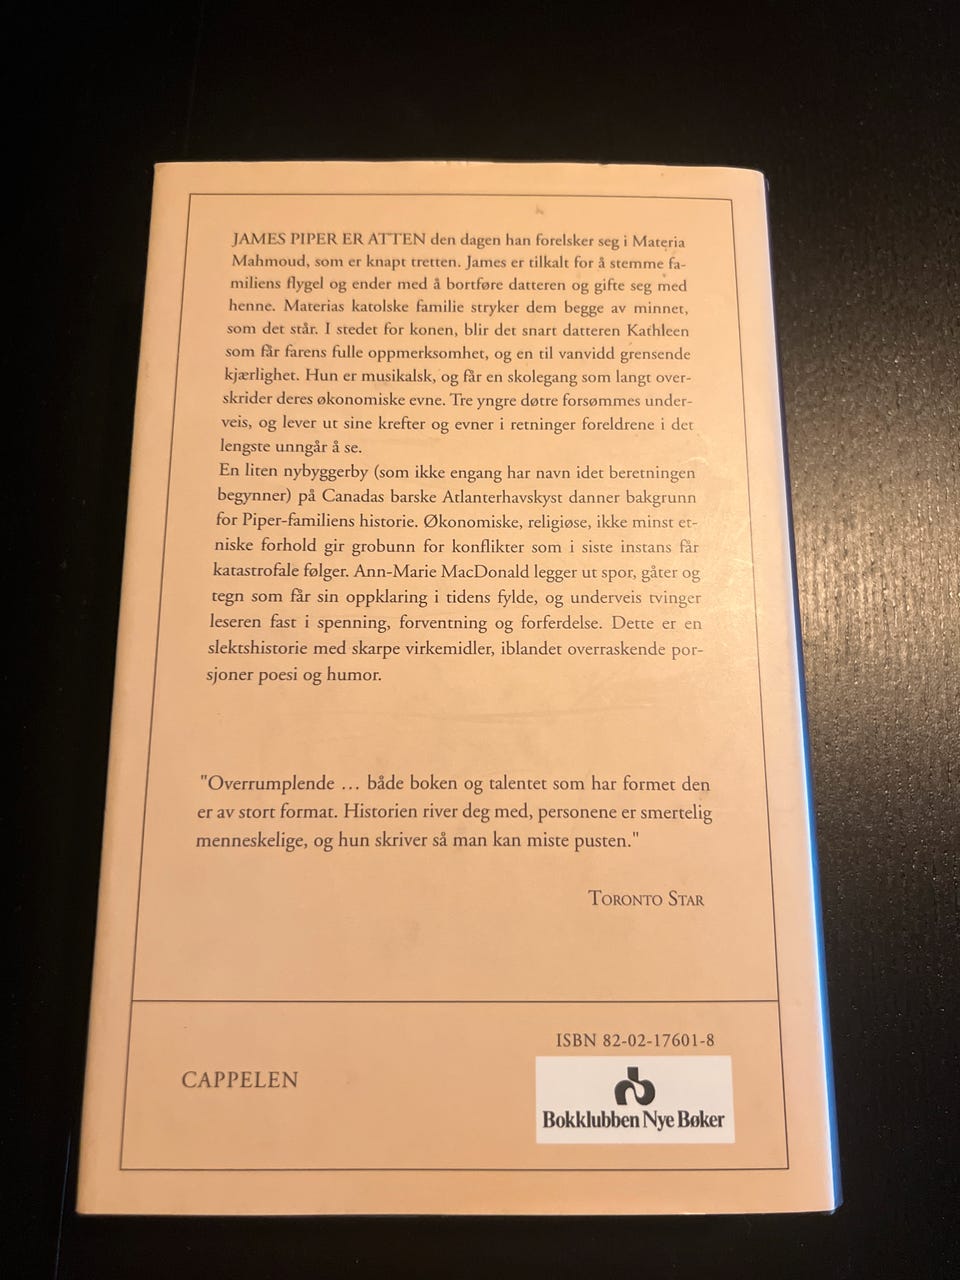 JAMES PIPER ER ATTEN den dagen han forelsker seg i Materia
Mahmoud, som er knapt tretten. James er tilkalt for å stemme fa-
miliens flygel og ender med å bortføre datteren og gifte seg med
henne. Materias katolske familie stryker dem begge av minnet,
som det står. I stedet for konen, blir det snart datteren Kathleen
som får farens fulle oppmerksomhet, og en til vanvidd grensende
kjærlighet. Hun er musikalsk, og får en skolegang som langt over-
skrider deres økonomiske evne. Tre yngre døtre forsømmes under-
veis, og lever ut sine krefter og evner i retninger foreldrene i det
lengste unngår å se.
En liten nybyggerby (som ikke engang har navn idet beretningen
begynner) på Canadas barske Atlanterhavskyst danner bakgrunn
for Piper-familiens historie. Økonomiske, religiøse, ikke minst et-
niske forhold gir grobunn for konflikter som i siste instans får
katastrofale følger. Ann-Marie MacDonald legger ut spor, gåter og
tegn som får sin oppklaring i tidens fylde, og underveis tvinger
leseren fast i spenning, forventning og forferdelse. Dette er en
slektshistorie med skarpe virkemidler, iblandet overraskende por-
sjoner poesi og humor.
"Overrumplende ... både boken og talentet som har formet den
er av stort format. Historien river deg med, personene er smertelig
menneskelige, og hun skriver så man kan miste pusten."
TORONTO STAR
ISBN 82-02-17601-8
CAPPELEN
Bokklubben Nye Bøker